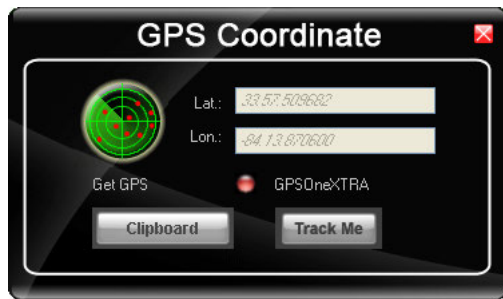 GPS Coordinate
Lat.: 33.57.509682
Lon.: -84.13.870600
Get GPS GPSOneXTRA
Clipboard Track Me